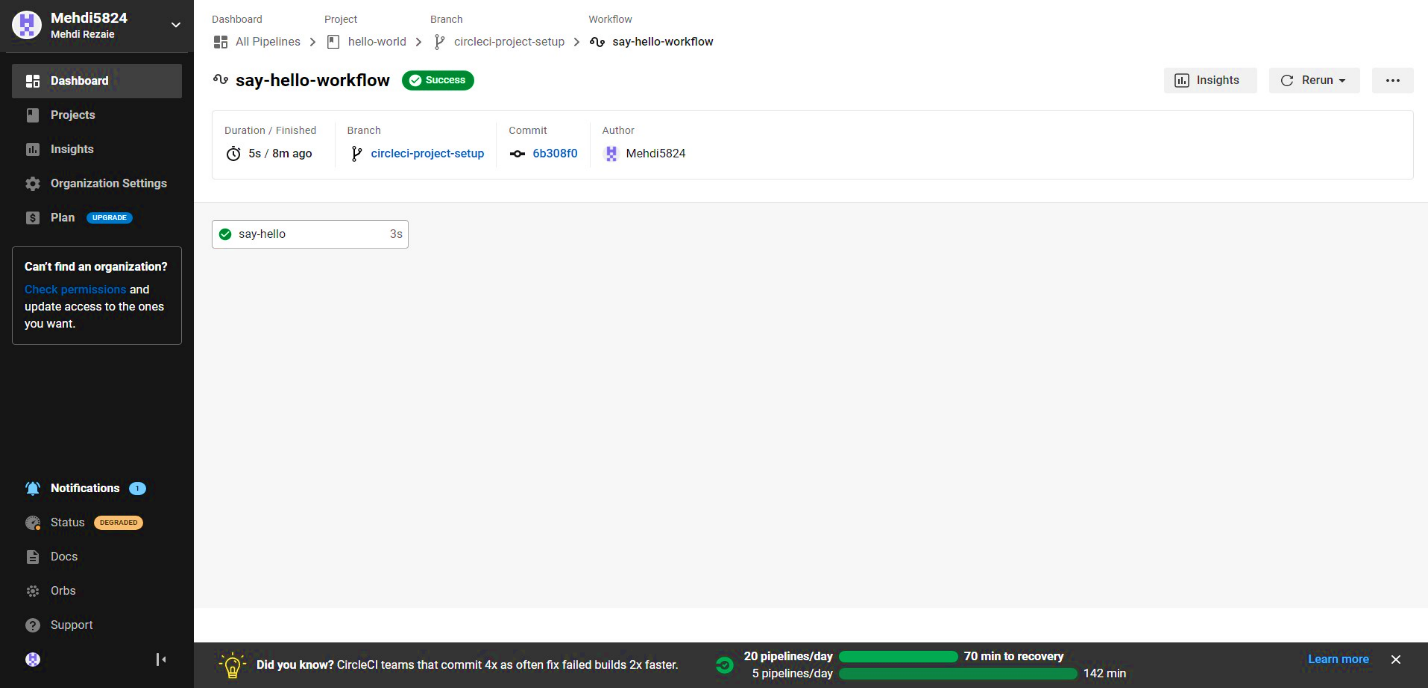 Mehdi5824
Mehdi Rezaie
Dashboard
Projects
Insights
Organization Settings
Plan UPGRADE
Can't find an organization?
Check permissions and
update access to the ones
you want.
Notifications 1
Status DEGRADED
Docs
Orbs
Support
Dashboard Project Branch Workflow
All Pipelines hello-world circleci-project-setup say-hello-workflow
say-hello-workflow Success
Insights Rerun
Duration / Finished Branch Commit Author
5s / 8m ago circleci-project-setup 6b308f0 Mehdi5824
say-hello 3s
Did you know? CircleCI teams that commit 4x as often fix failed builds 2x faster.
20 pipelines/day 70 min to recovery
5 pipelines/day 142 min
Learn more